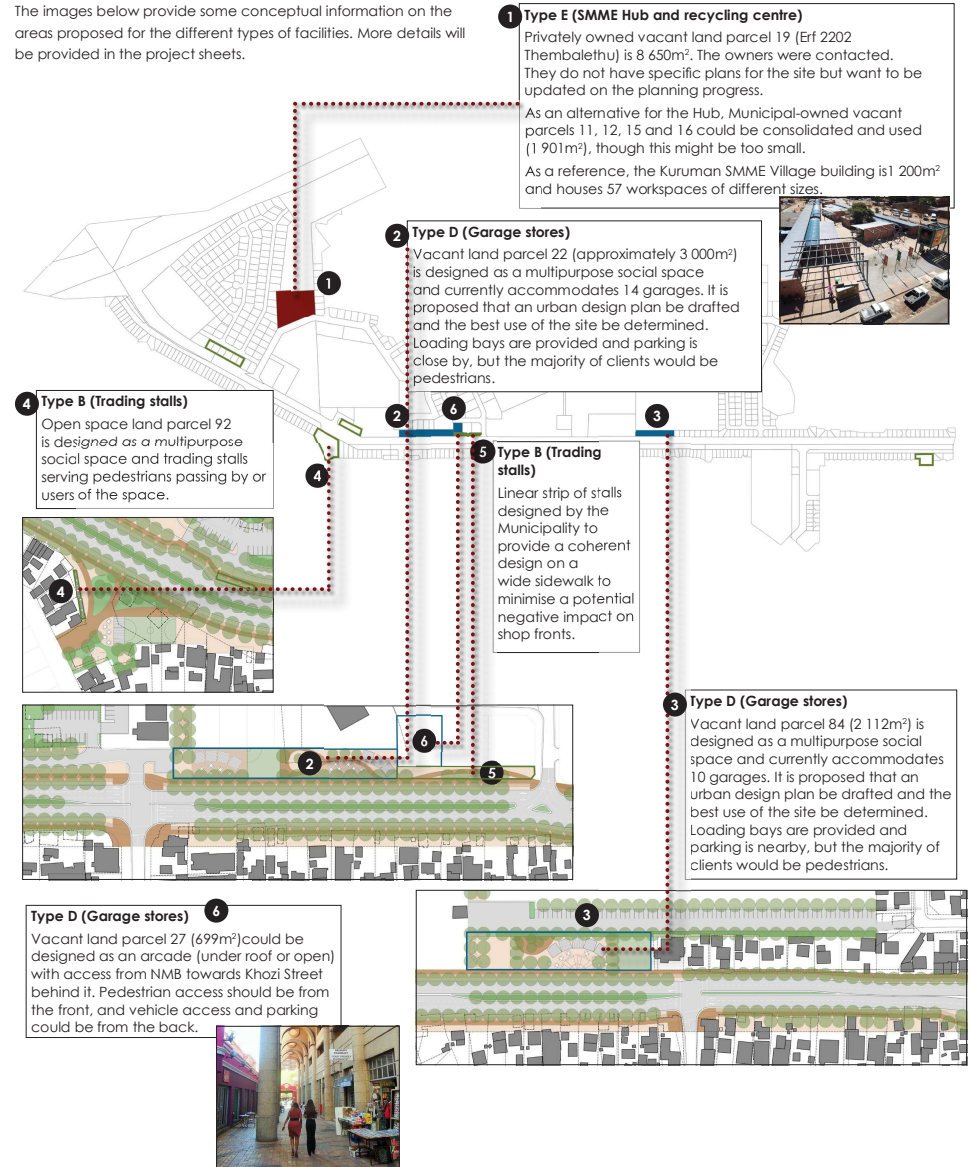 The images below provide some conceptual information on the
areas proposed for the different types of facilities. More details will
be provided in the project sheets.
1 Type E (SMME Hub and recycling centre)
Privately owned vacant land parcel 19 (Erf 2202
Thembalethu) is 8 650m². The owners were contacted.
They do not have specific plans for the site but want to be
updated on the planning progress.
As an alternative for the Hub, Municipal-owned vacant
parcels 11, 12, 15 and 16 could be consolidated and used
(1 901m²), though this might be too small.
As a reference, the Kuruman SMME Village building is1 200m²
and houses 57 workspaces of different sizes.
2 Type D (Garage stores)
Vacant land parcel 22 (approximately 3 000m²)
is designed as a multipurpose social space
and currently accommodates 14 garages. It is
proposed that an urban design plan be drafted
and the best use of the site be determined.
Loading bays are provided and parking is
close by, but the majority of clients would be
pedestrians.
1
4 Type B (Trading stalls)
Open space land parcel 92
is designed as a multipurpose
social space and trading stalls
serving pedestrians passing by or
users of the space.
2
6
3
4
5 Type B (Trading
stalls)
Linear strip of stalls
designed by the
Municipality to
provide a coherent
design on a
wide sidewalk to
minimise a potential
negative impact on
shop fronts.
4
3 Type D (Garage stores)
Vacant land parcel 84 (2 112m²) is
designed as a multipurpose social
space and currently accommodates
10 garages. It is proposed that an
urban design plan be drafted and the
best use of the site be determined.
Loading bays are provided and
parking is nearby, but the majority of
clients would be pedestrians.
2
6
5
Type D (Garage stores) 6
Vacant land parcel 27 (699m²)could be
designed as an arcade (under roof or open)
with access from NMB towards Khozi Street
behind it. Pedestrian access should be from
the front, and vehicle access and parking
could be from the back.
3